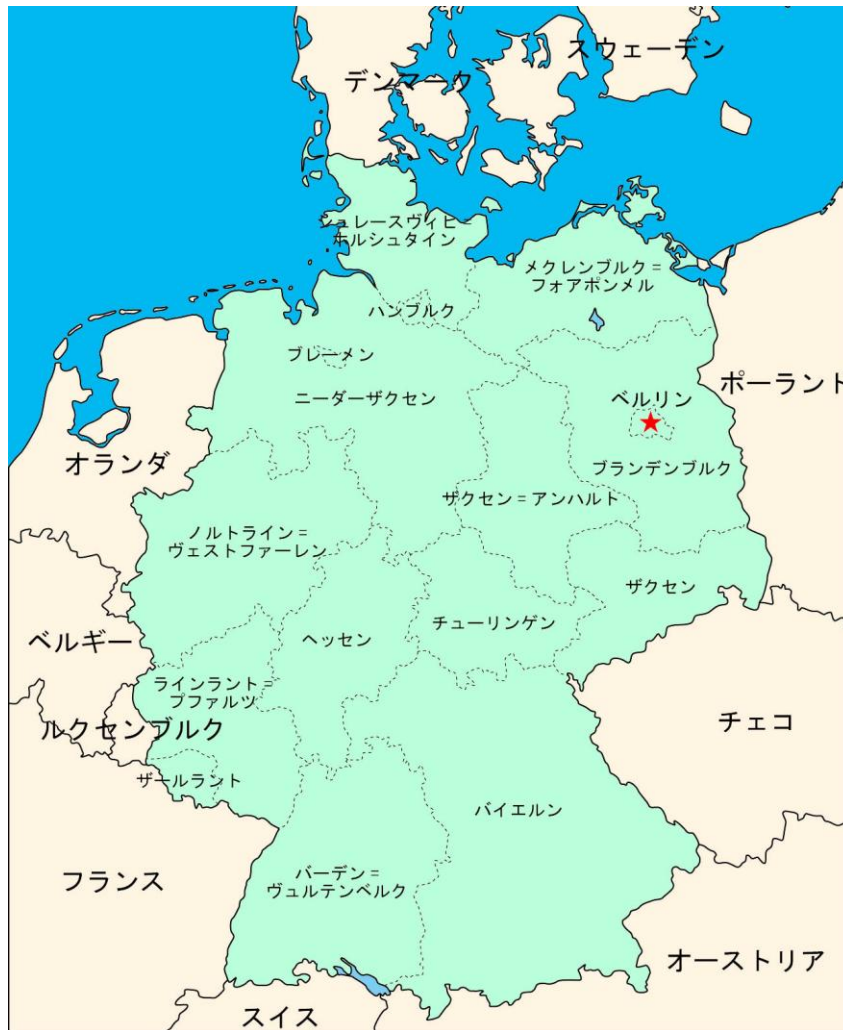 スウェーデン
デンマーク
シュレースヴィヒ =
ホルシュタイン
メクレンブルク =
フォアポンメル
ハンブルク
ブレーメン
ニーダーザクセン
ベルリン
ポーランド
オランダ
ブランデンブルク
ザクセン = アンハルト
ノルトライン =
ヴェストファーレン
ザクセン
チューリンゲン
ヘッセン
ベルギー
ラインラント =
プファルツ
ルクセンブルク
チェコ
ザールラント
バイエルン
フランス
バーデン =
ヴュルテンベルク
オーストリア
スイス